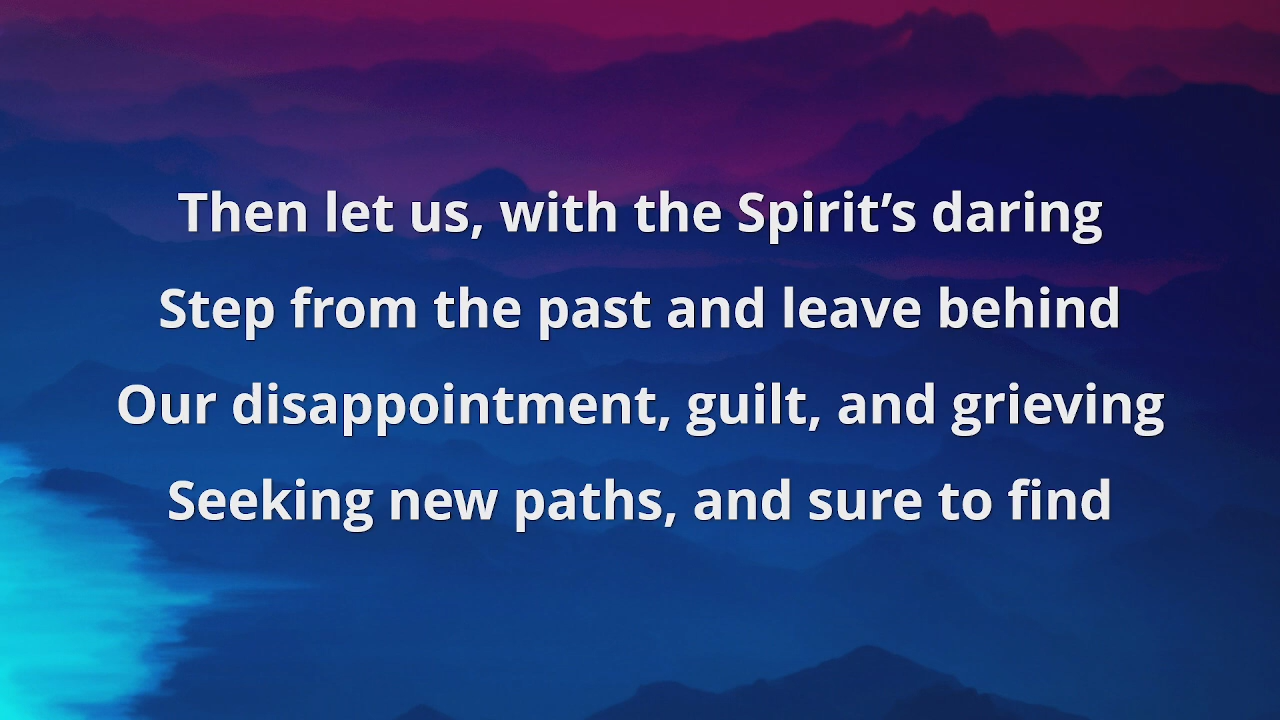 Then let us, with the Spirit’s daring
Step from the past and leave behind
Our disappointment, guilt, and grieving
Seeking new paths, and sure to find